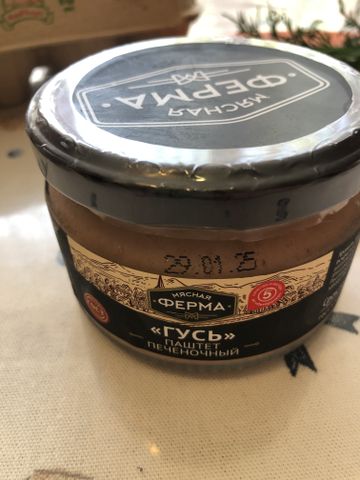 МЯСНАЯ
ФЕРМА
29.01.25
МЯСНАЯ
ФЕРМА
«ГУСЬ»
ПАШТЕТ
ПЕЧЕНОЧНЫЙ